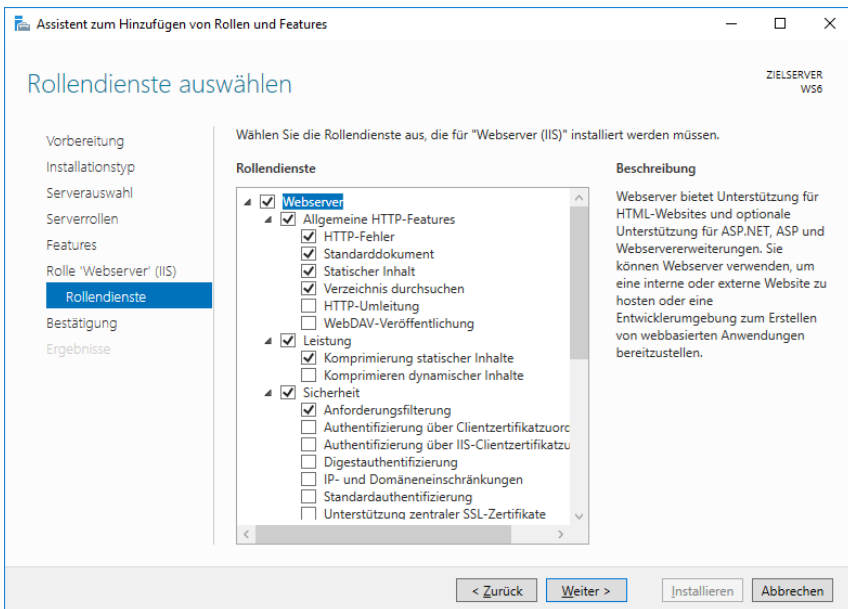 Assistent zum Hinzufügen von Rollen und Features
Rollendienste auswählen
ZIELSERVER
WS6
Vorbereitung
Installationstyp
Serverauswahl
Serverrollen
Features
Rolle 'Webserver' (IIS)
Rollendienste
Bestätigung
Ergebnisse
Wählen Sie die Rollendienste aus, die für "Webserver (IIS)" installiert werden müssen.
Rollendienste
Webserver
Allgemeine HTTP-Features
HTTP-Fehler
Standarddokument
Statischer Inhalt
Verzeichnis durchsuchen
HTTP-Umleitung
WebDAV-Veröffentlichung
Leistung
Komprimierung statischer Inhalte
Komprimieren dynamischer Inhalte
Sicherheit
Anforderungsfilterung
Authentifizierung über Clientzertifikatzuord
Authentifizierung über IIS-Clientzertifikatzu
Digestauthentifizierung
IP- und Domäneneinschränkungen
Standardauthentifizierung
Unterstützung zentraler SSL-Zertifikate
Beschreibung
Webserver bietet Unterstützung für
HTML-Websites und optionale
Unterstützung für ASP.NET, ASP und
Webservererweiterungen. Sie
können Webserver verwenden, um
eine interne oder externe Website zu
hosten oder eine
Entwicklerumgebung zum Erstellen
von webbasierten Anwendungen
bereitzustellen.
< Zurück
Weiter >
Installieren
Abbrechen